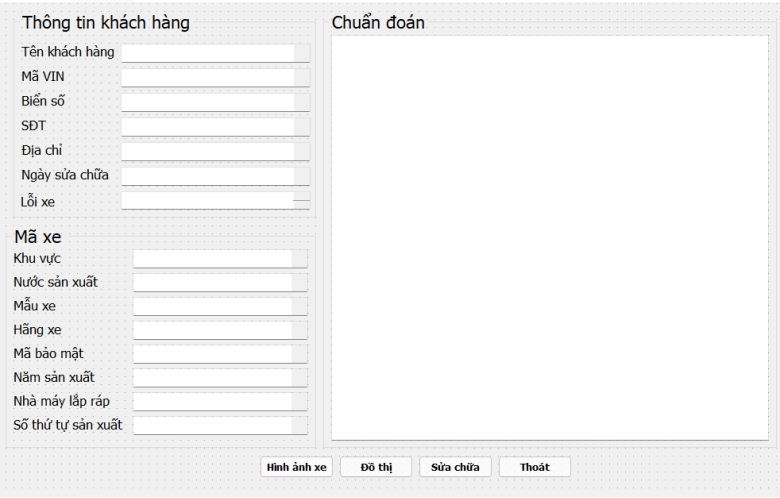 Thông tin khách hàng
Tên khách hàng
Mã VIN
Biển số
SĐT
Địa chỉ
Ngày sửa chữa
Lỗi xe
Mã xe
Khu vực
Nước sản xuất
Mẫu xe
Hãng xe
Mã bảo mật
Năm sản xuất
Nhà máy lắp ráp
Số thứ tự sản xuất
Chuẩn đoán
Hình ảnh xe
Đồ thị
Sửa chữa
Thoát